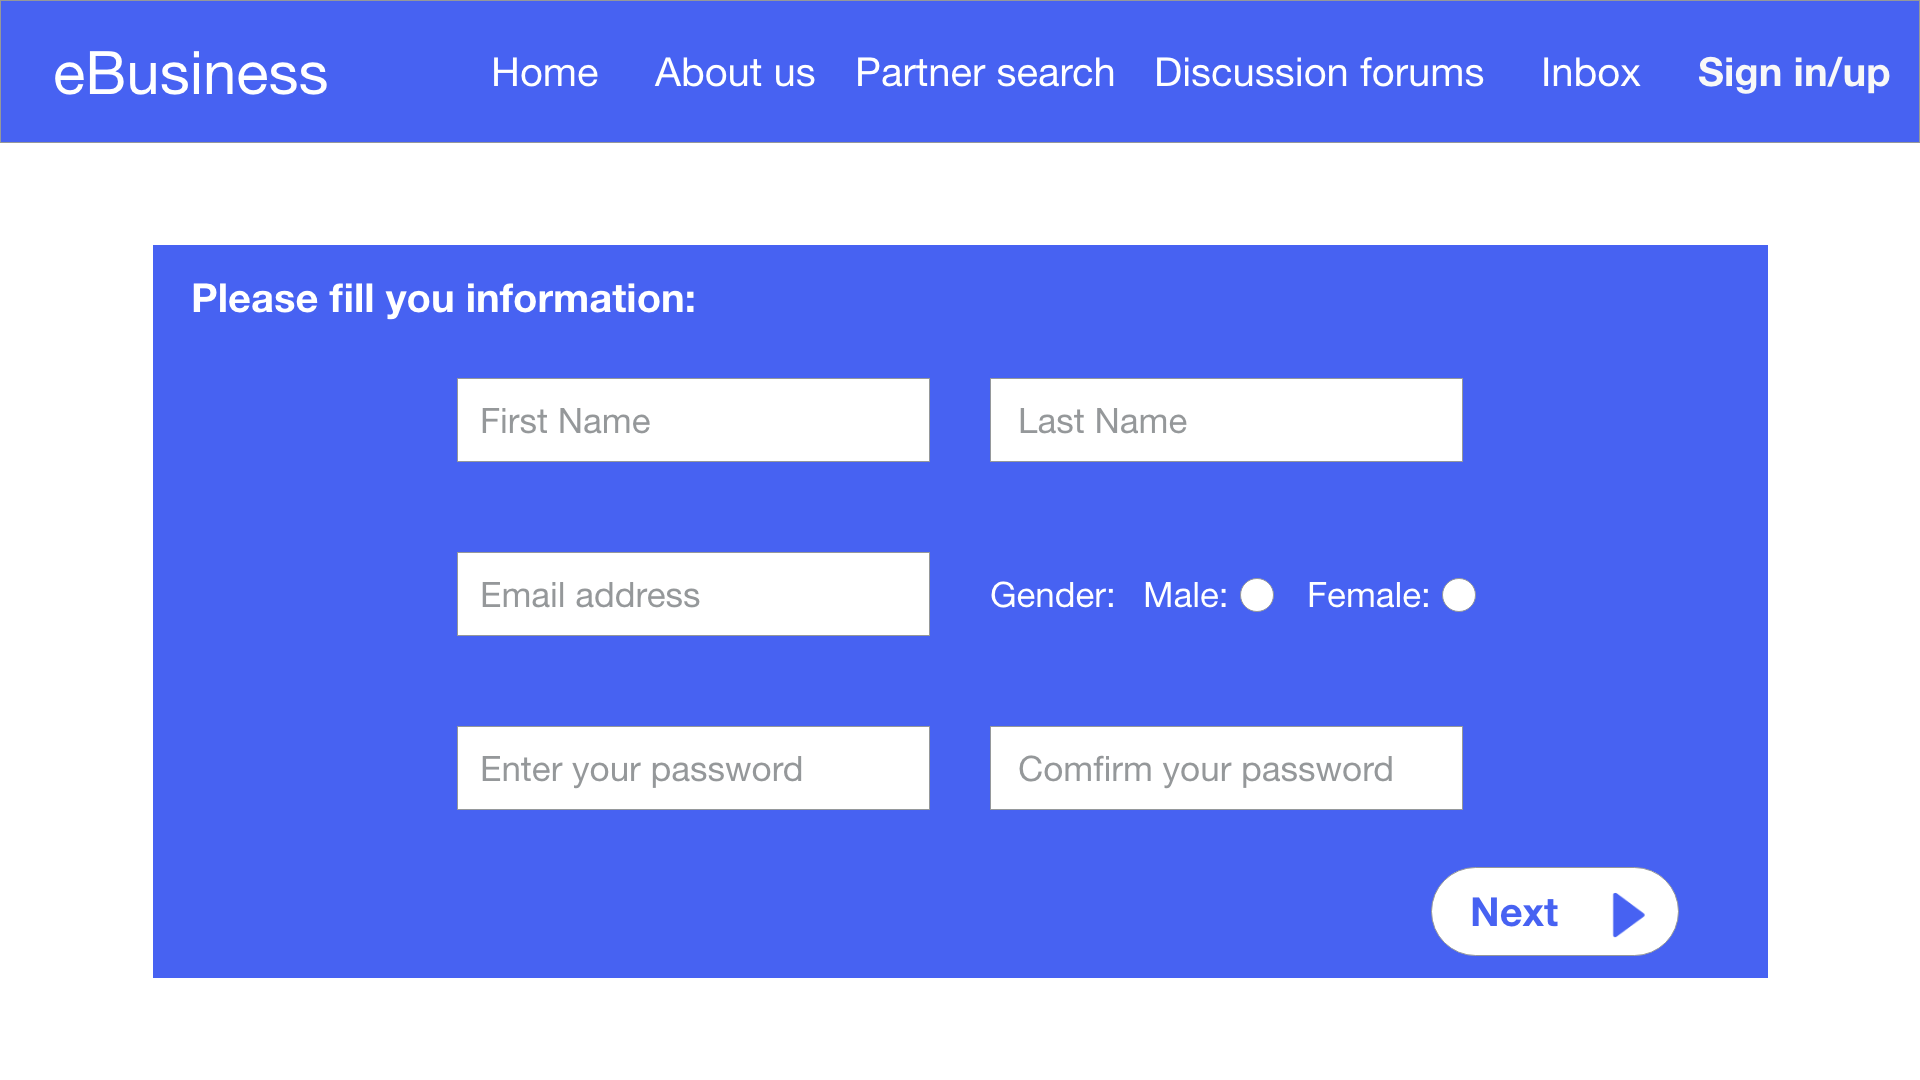 eBusiness Home About us Partner search Discussion forums Inbox Sign in/up
Please fill you information:
First Name Last Name
Email address Gender: Male: Female:
Enter your password Comfirm your password
Next